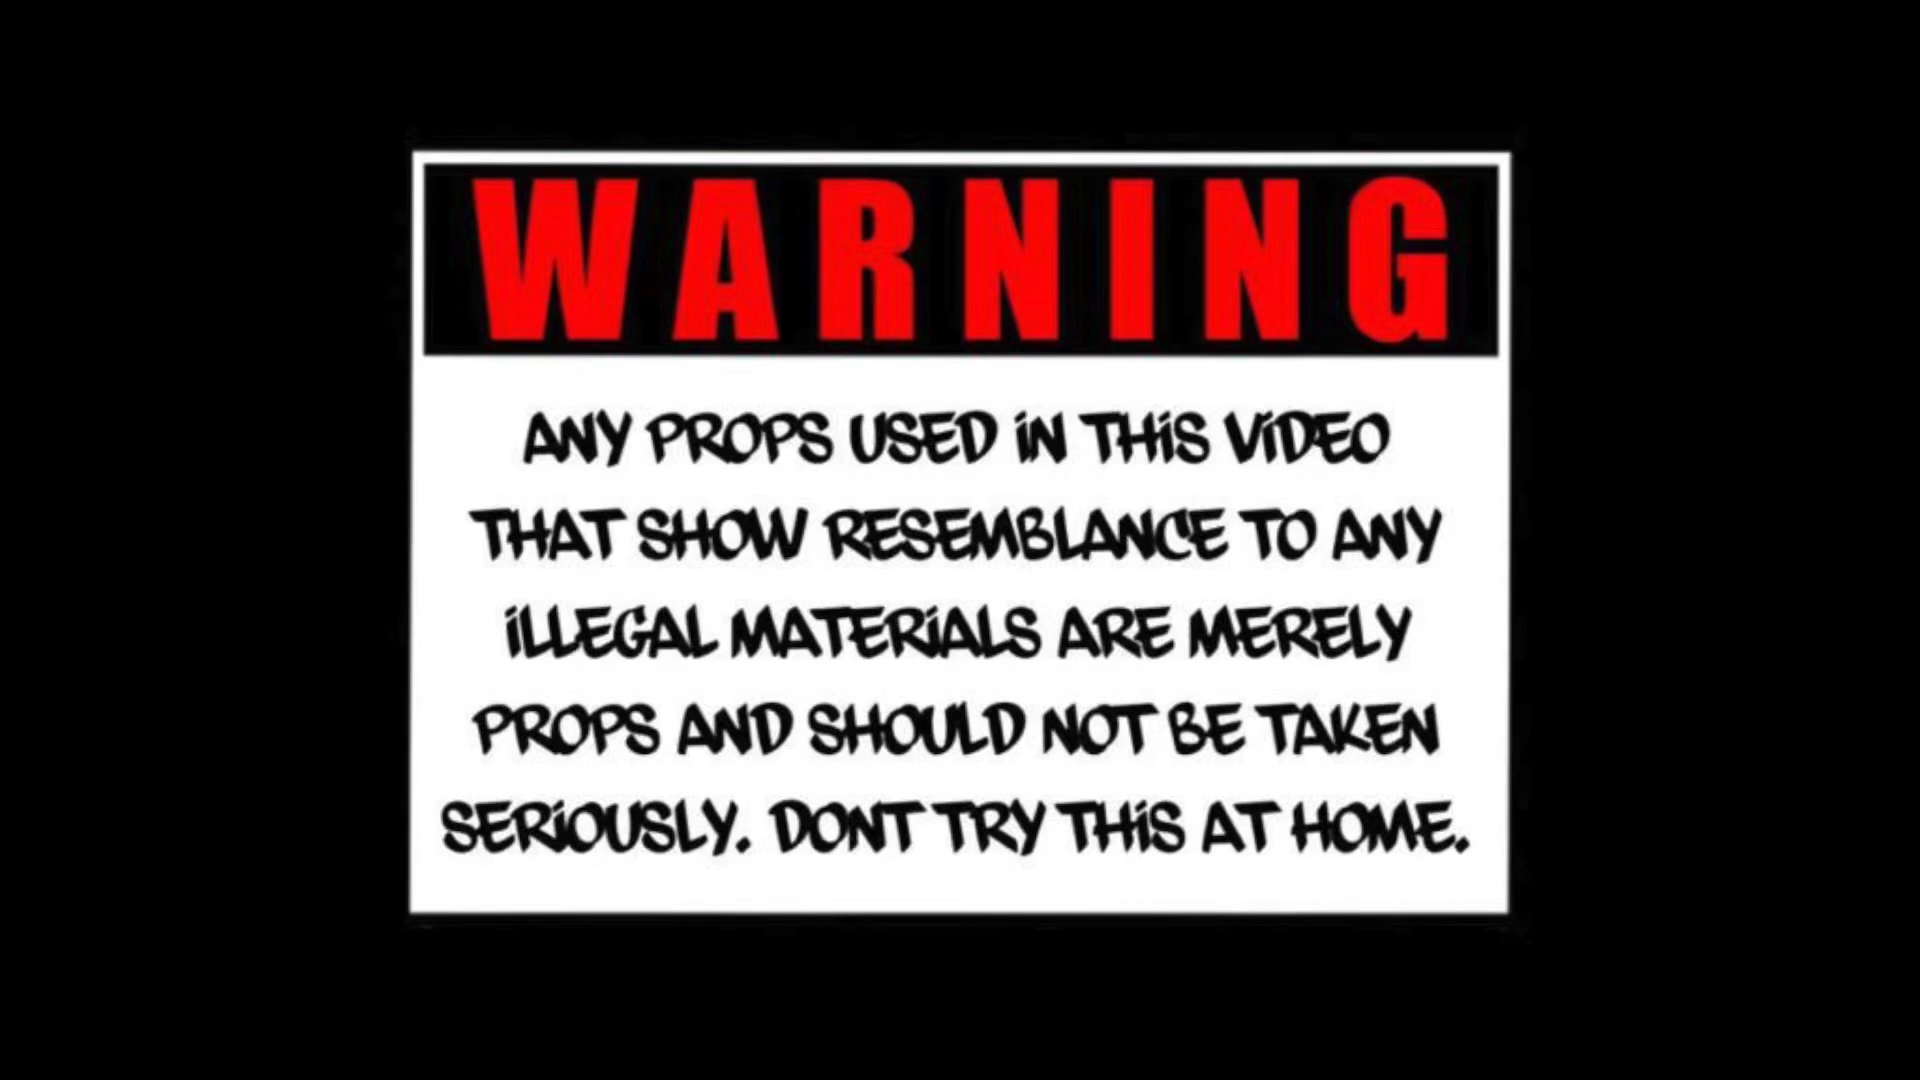 WARNING
ANY PROPS USED iN THiS ViDEO
THAT SHOW RESEMBLANCE TO ANY
iLLEGAL MATERiALS ARE MERELY
PROPS AND SHOULD NOT BE TAKEN
SERiOUSLY. DONT TRY THiS AT HOME.